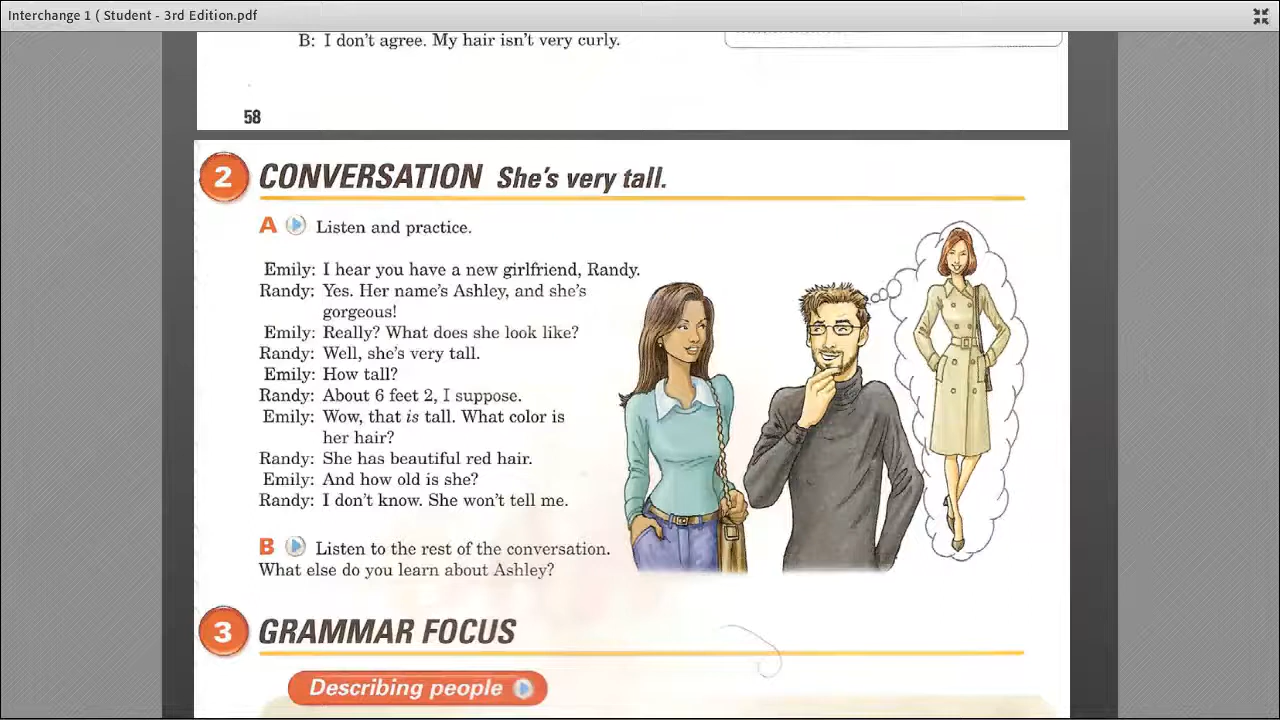 Interchange 1 ( Student - 3rd Edition.pdf
B: I don't agree. My hair isn't very curly.
58
2 CONVERSATION She's very tall.
A Listen and practice.
Emily: I hear you have a new girlfriend, Randy.
Randy: Yes. Her name's Ashley, and she's
gorgeous!
Emily: Really? What does she look like?
Randy: Well, she's very tall.
Emily: How tall?
Randy: About 6 feet 2, I suppose.
Emily: Wow, that is tall. What color is
her hair?
Randy: She has beautiful red hair.
Emily: And how old is she?
Randy: I don't know. She won't tell me.
B Listen to the rest of the conversation.
What else do you learn about Ashley?
3 GRAMMAR FOCUS
Describing people